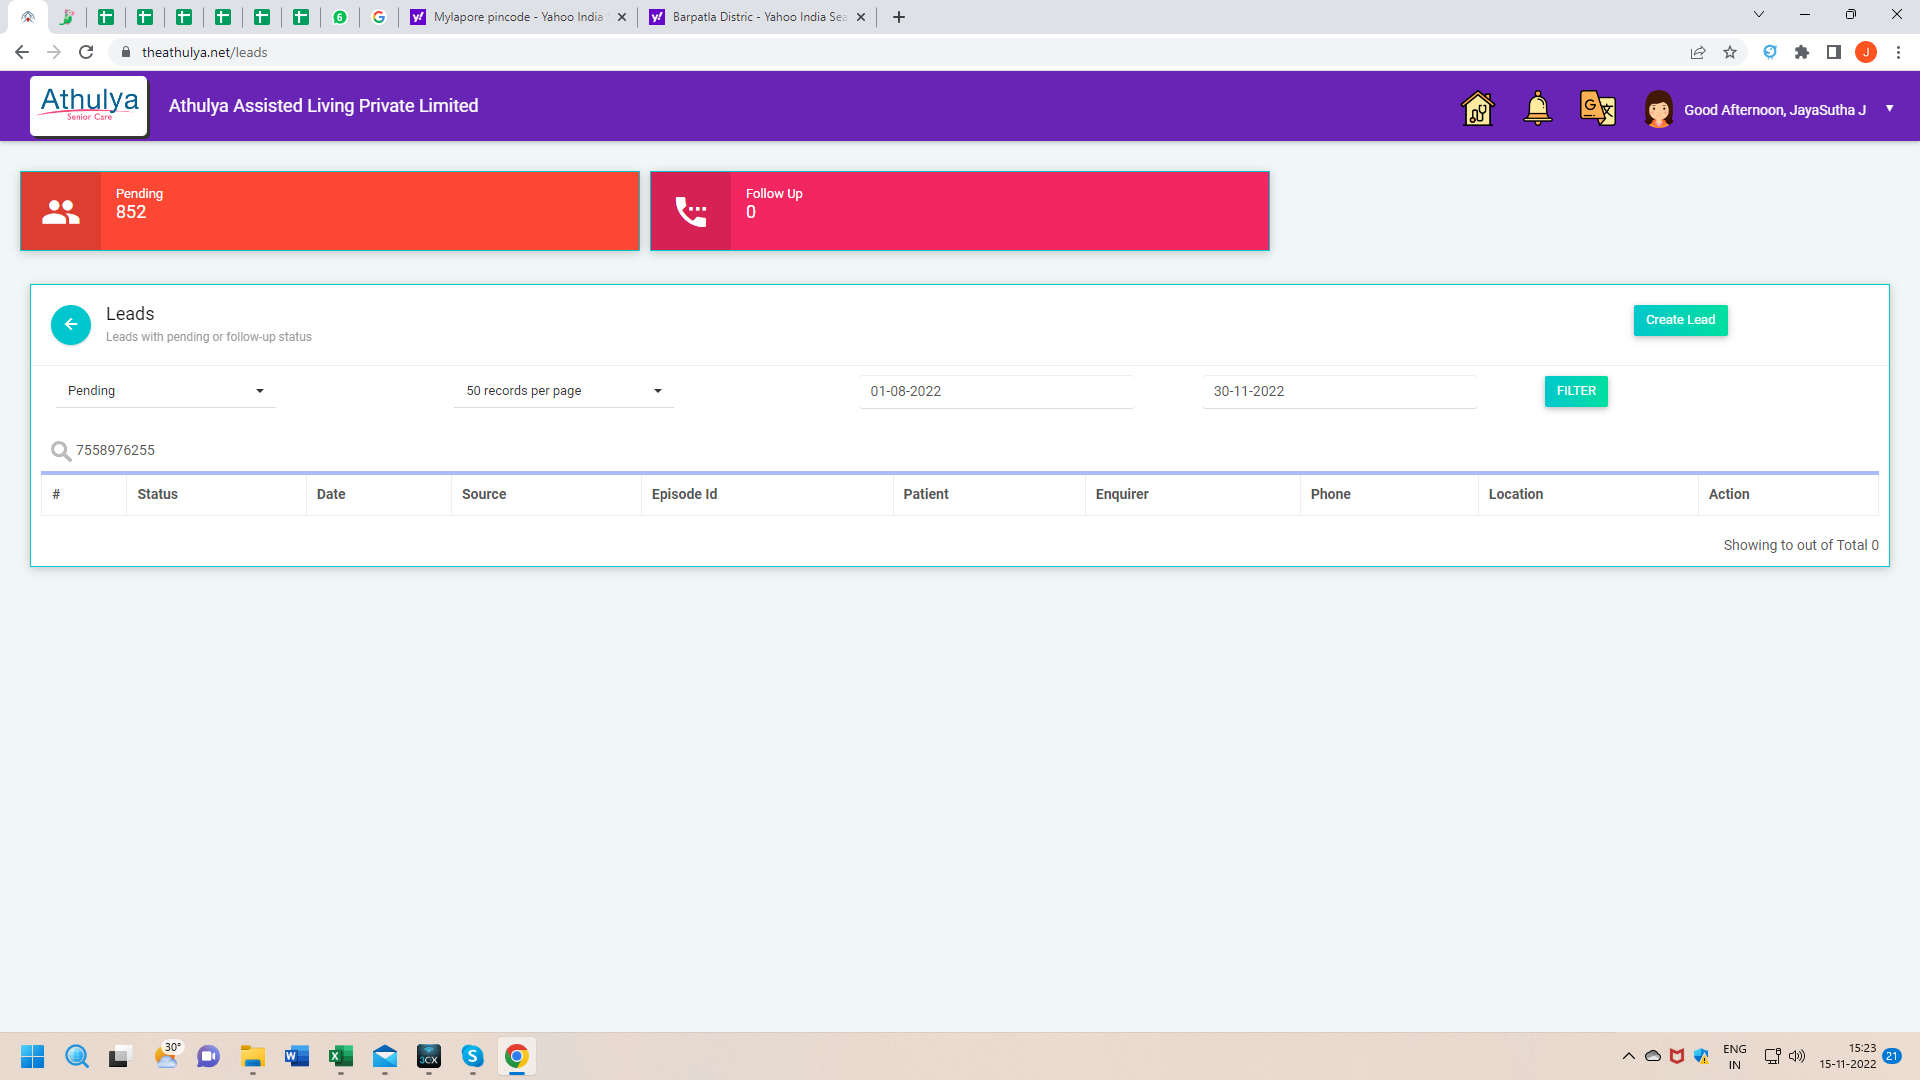 6
Mylapore pincode - Yahoo India
Barpatla Distric - Yahoo India Sea
theathulya.net/leads
J
Athulya
Senior Care
Athulya Assisted Living Private Limited
G
Good Afternoon, JayaSutha J
Pending
852
Follow Up
0
Leads
Leads with pending or follow-up status
Create Lead
Pending
50 records per page
01-08-2022
30-11-2022
FILTER
7558976255
# Status Date Source Episode Id Patient Enquirer Phone Location Action
Showing to out of Total 0
30°
3CX
ENG
IN
15:23
15-11-2022
21